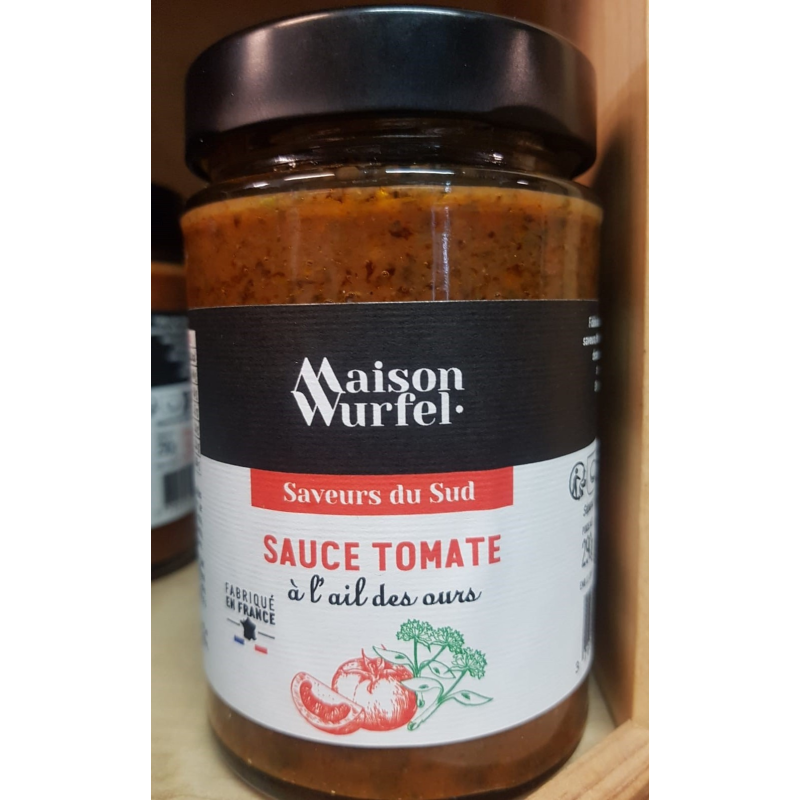 Maison
Wurfel.
Saveurs du Sud
SAUCE TOMATE
à l'ail des ours
FABRIQUÉ
EN FRANCE